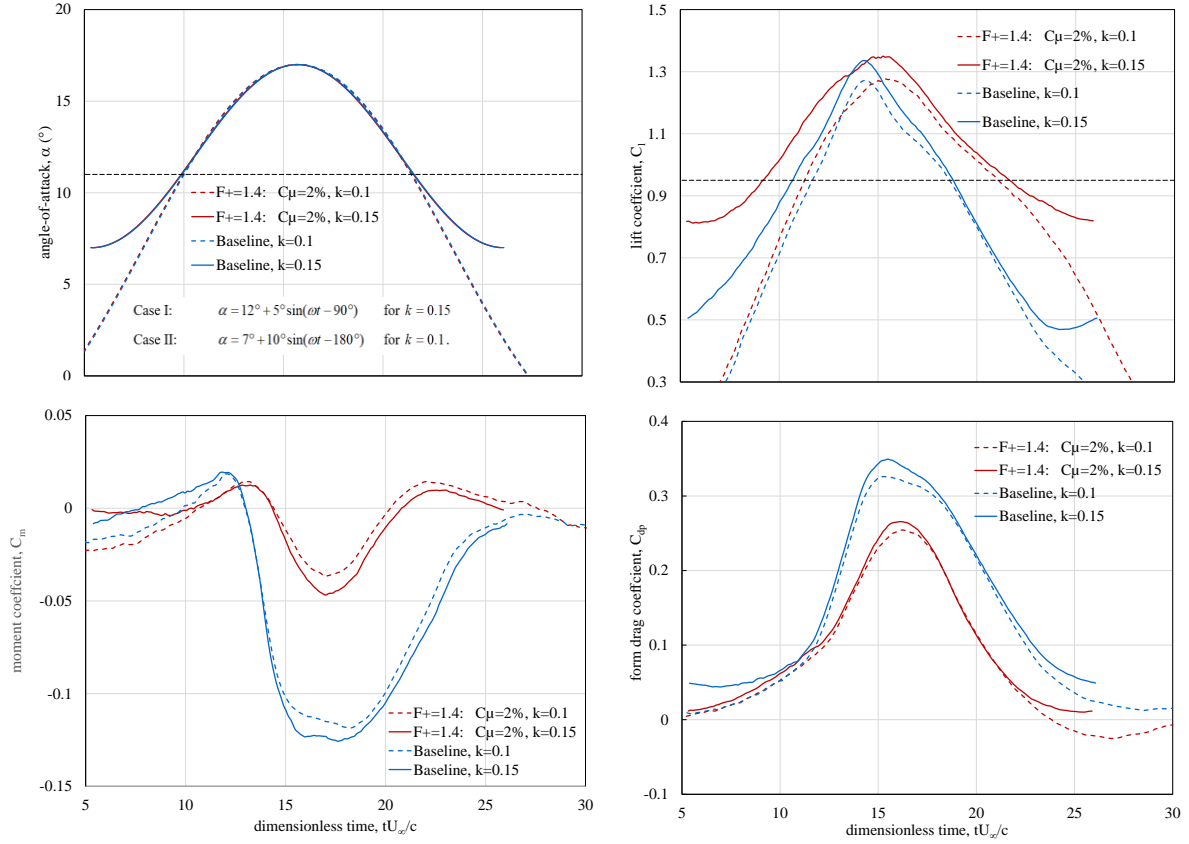 20
15
10
5
0
angle-of-attack, α (°)
F+=1.4: Cμ=2%, k=0.1
F+=1.4: Cμ=2%, k=0.15
Baseline, k=0.1
Baseline, k=0.15
Case I: α = 12° + 5° sin(ωt − 90°) for k = 0.15
Case II: α = 7° + 10° sin(ωt − 180°) for k = 0.1.
1.5
1.3
1.1
0.9
0.7
0.5
0.3
lift coeffcient, Cl
F+=1.4: Cμ=2%, k=0.1
F+=1.4: Cμ=2%, k=0.15
Baseline, k=0.1
Baseline, k=0.15
0.05
0
-0.05
-0.1
-0.15
moment coeffcient, Cm
F+=1.4: Cμ=2%, k=0.1
F+=1.4: Cμ=2%, k=0.15
Baseline, k=0.1
Baseline, k=0.15
5 10 15 20 25 30
dimensionless time, tU∞/c
0.4
0.3
0.2
0.1
0
-0.1
form drag coeffcient, Cdp
F+=1.4: Cμ=2%, k=0.1
F+=1.4: Cμ=2%, k=0.15
Baseline, k=0.1
Baseline, k=0.15
5 10 15 20 25 30
dimensionless time, tU∞/c